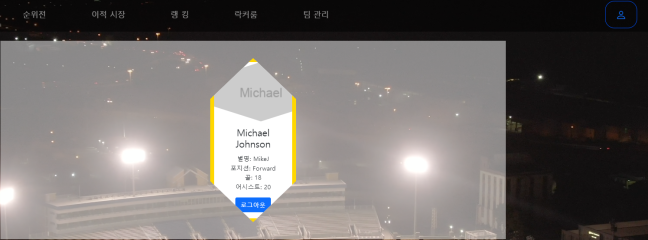 순위전 이적 시장 랭 킹 락커룸 팀 관리
Michael
Michael
Johnson
별명: MikeJ
포지션: Forward
골: 18
어시스트: 20
로그아웃